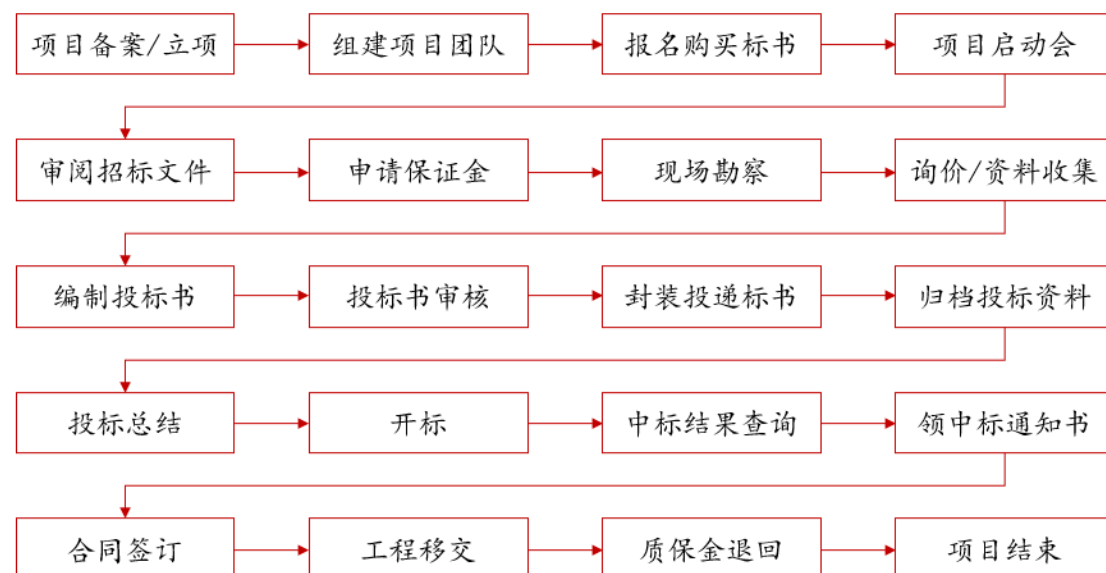 项目备案/立项
组建项目团队
报名购买标书
项目启动会
审阅招标文件
申请保证金
现场勘察
询价/资料收集
编制投标书
投标书审核
封装投递标书
归档投标资料
投标总结
开标
中标结果查询
领中标通知书
合同签订
工程移交
质保金退回
项目结束